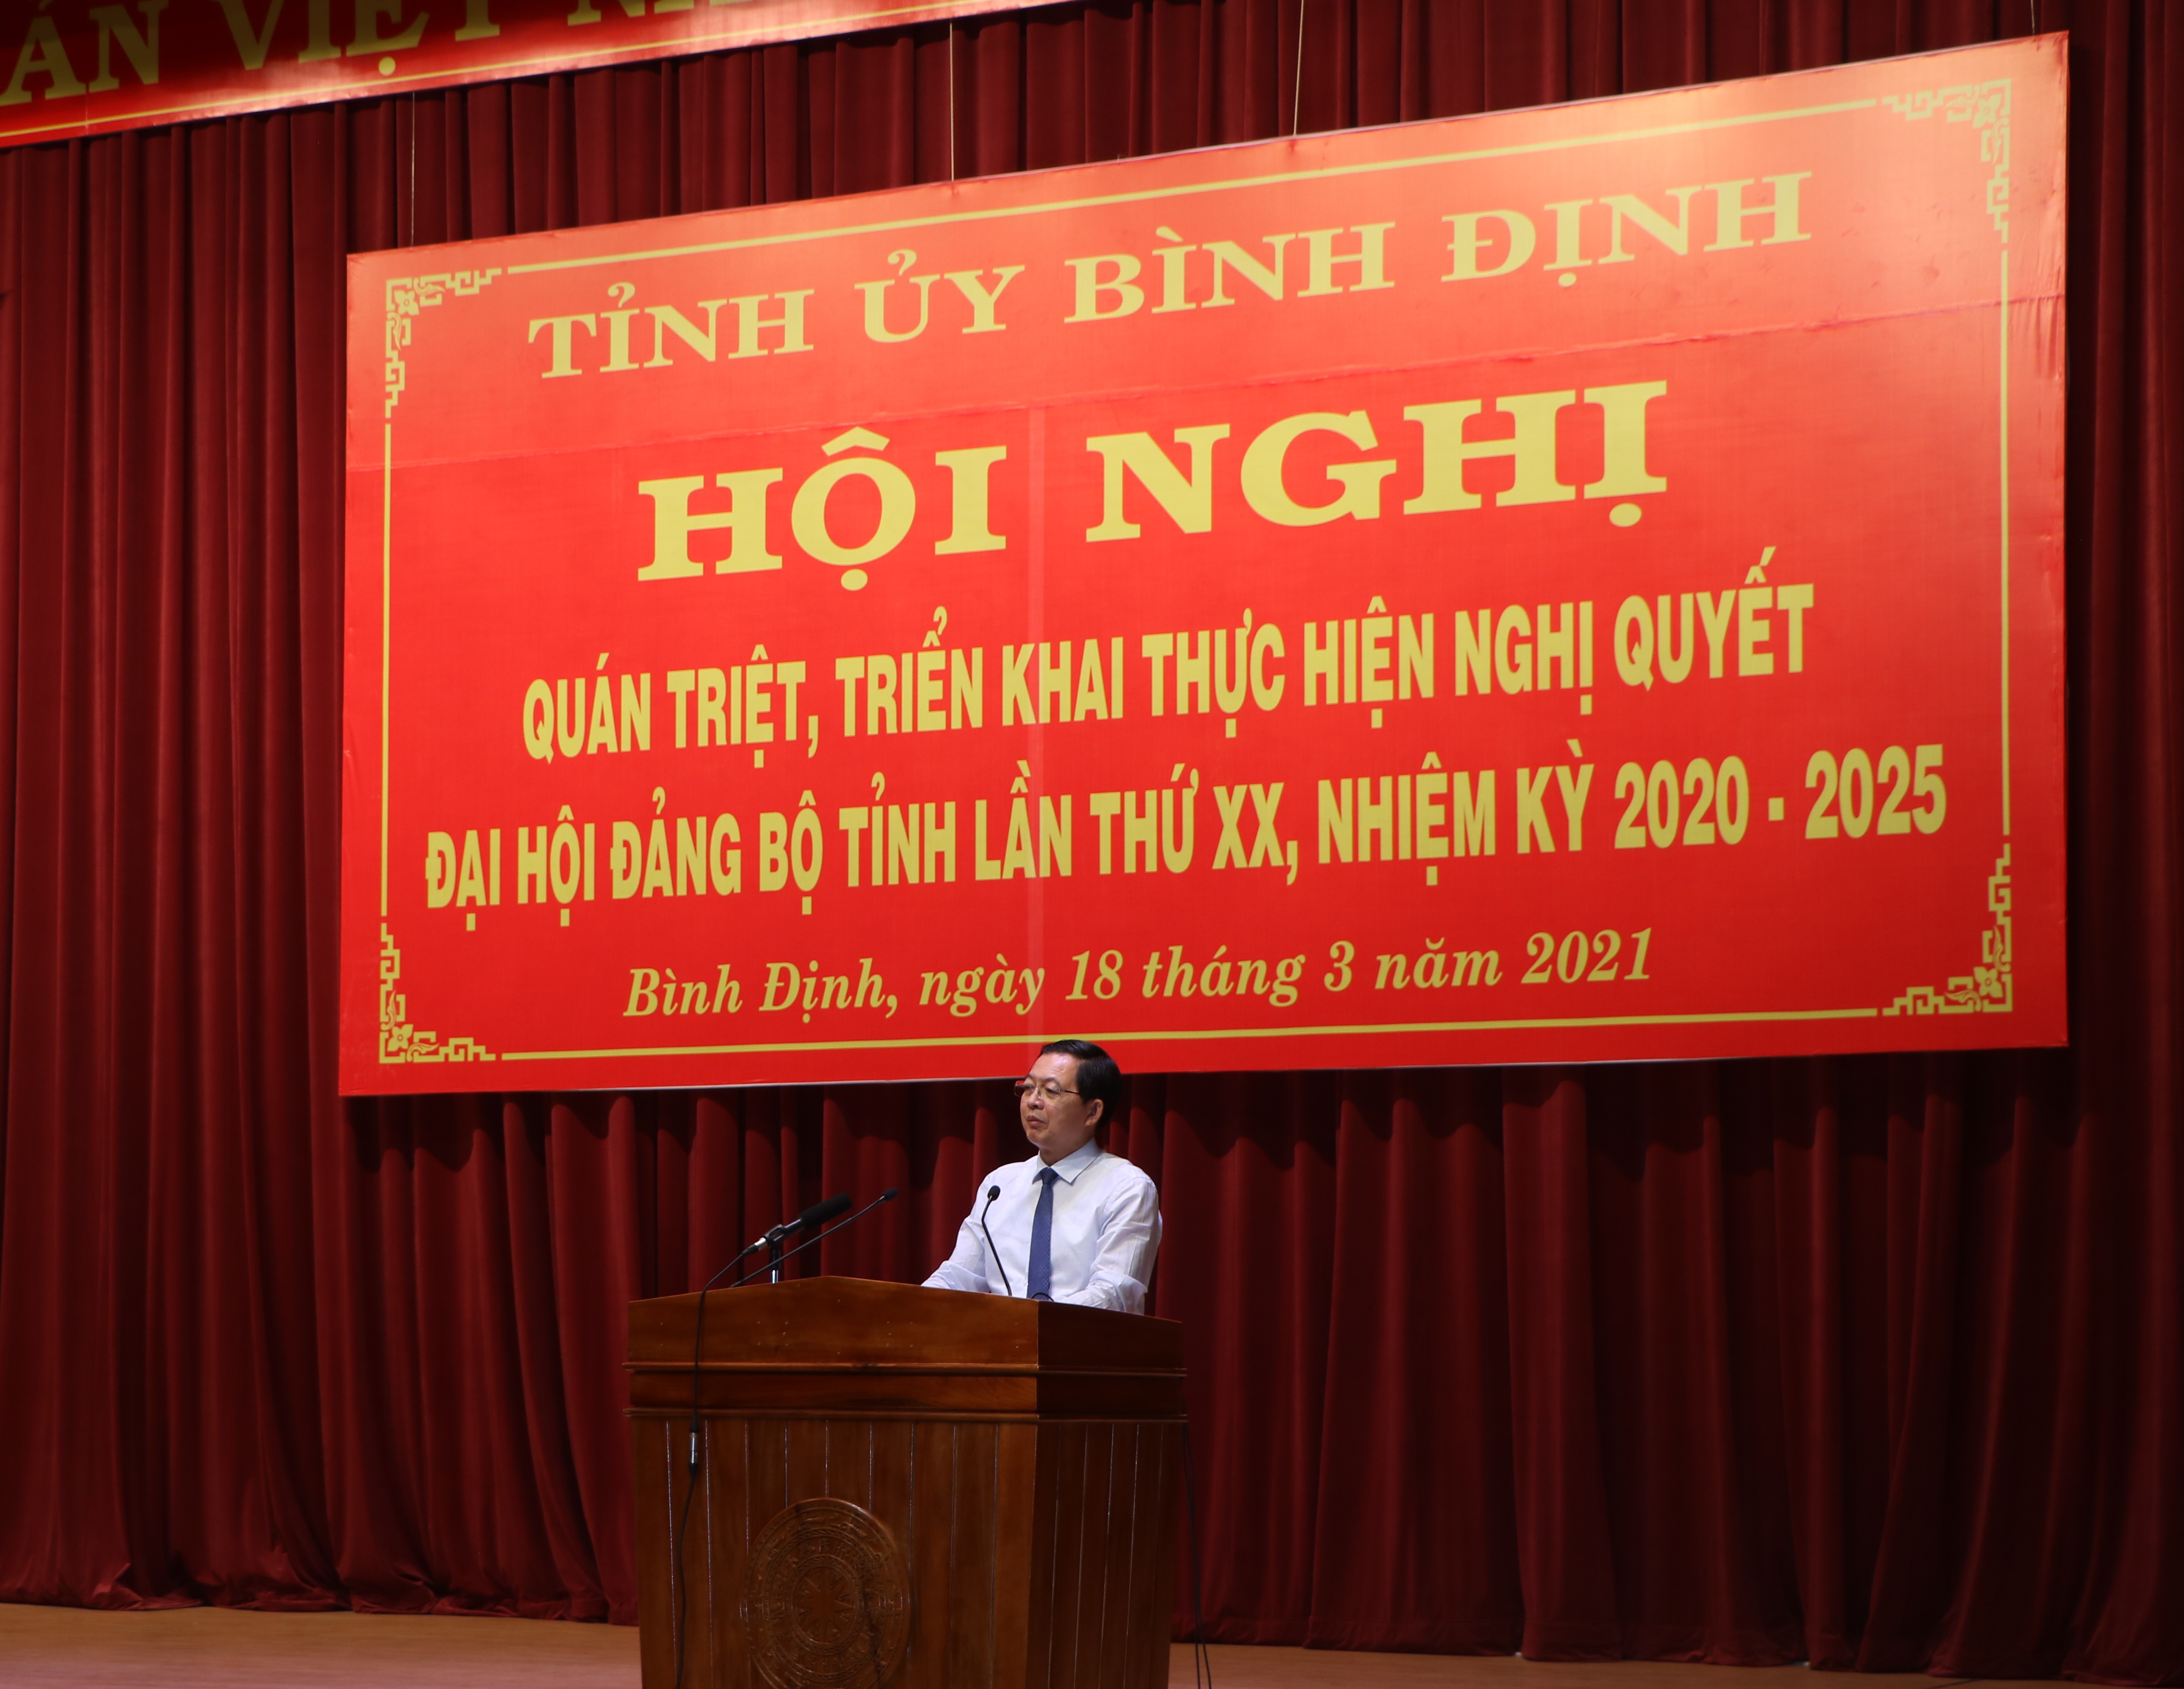 VIỆT
TỈNH ỦY BÌNH ĐỊNH
HỘI NGHỊ
QUÁN TRIỆT, TRIỂN KHAI THỰC HIỆN NGHỊ QUYẾT
ĐẠI HỘI ĐẢNG BỘ TỈNH LẦN THỨ XX, NHIỆM KỲ 2020 - 2025
Bình Định, ngày 18 tháng 3 năm 2021